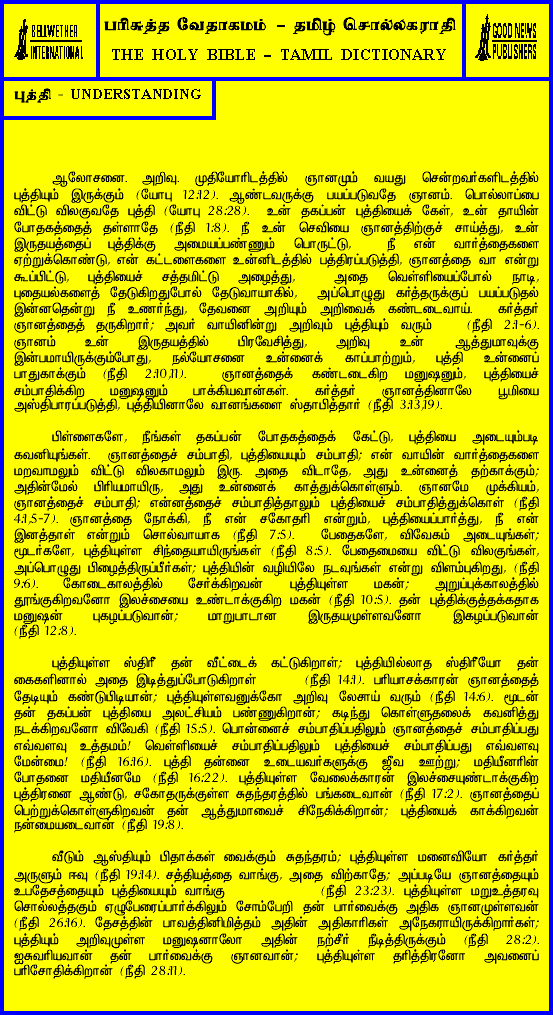 BELLWETHER
INTERNATIONAL
பரிசுத்த வேதாகமம் – தமிழ் சொல்லகராதி
THE HOLY BIBLE – TAMIL DICTIONARY
GOOD NEWS
PUBLISHERS
புத்தி - UNDERSTANDING
ஆலோசனை. அறிவு. முதியோரிடத்தில் ஞானமும் வயது சென்றவர்களிடத்தில்
புத்தியும் இருக்கும் (யோபு 12:12). ஆண்டவருக்கு பயப்படுவதே ஞானம். பொல்லாப்பை
விட்டு விலகுவதே புத்தி (யோபு 28:28). உன் தகப்பன் புத்தியைக் கேள், உன் தாயின்
போதகத்தைத் தள்ளாதே (நீதி 1:8). நீ உன் செவியை ஞானத்திற்குச் சாய்த்து, உன்
இருதயத்தைப் புத்திக்கு அமையப்பண்ணும் பொருட்டு, நீ என் வார்த்தைகளை
ஏற்றுக்கொண்டு, என் கட்டளைகளை உன்னிடத்தில் பத்திரப்படுத்தி, ஞானத்தை வா என்று
கூப்பிட்டு, புத்தியைச் சத்தமிட்டு அழைத்து, அதை வெள்ளியைப்போல் நாடி,
புதையல்களைத் தேடுகிறதுபோல் தேடுவாயாகில், அப்பொழுது கர்த்தருக்குப் பயப்படுதல்
இன்னதென்று நீ உணர்ந்து, தேவனை அறியும் அறிவைக் கண்டடைவாய். கர்த்தர்
ஞானத்தைத் தருகிறார்; அவர் வாயினின்று அறிவும் புத்தியும் வரும் (நீதி 2:1-6).
ஞானம் உன் இருதயத்தில் பிரவேசித்து, அறிவு உன் ஆத்துமாவுக்கு
இன்பமாயிருக்கும்போது, நல்யோசனை உன்னைக் காப்பாற்றும், புத்தி உன்னைப்
பாதுகாக்கும் (நீதி 2:10,11). ஞானத்தைக் கண்டடைகிற மனுஷனும், புத்தியைச்
சம்பாதிக்கிற மனுஷனும் பாக்கியவான்கள். கர்த்தர் ஞானத்தினாலே பூமியை
அஸ்திபாரப்படுத்தி, புத்தியினாலே வானங்களை ஸ்தாபித்தார் (நீதி 3:13,19).
பிள்ளைகளே, நீங்கள் தகப்பன் போதகத்தைக் கேட்டு, புத்தியை அடையும்படி
கவனியுங்கள். ஞானத்தைச் சம்பாதி, புத்தியையும் சம்பாதி; என் வாயின் வார்த்தைகளை
மறவாமலும் விட்டு விலகாமலும் இரு. அதை விடாதே, அது உன்னைத் தற்காக்கும்;
அதின்மேல் பிரியமாயிரு, அது உன்னைக் காத்துக்கொள்ளும். ஞானமே முக்கியம்,
ஞானத்தைச் சம்பாதி; என்னத்தைச் சம்பாதித்தாலும் புத்தியைச் சம்பாதித்துக்கொள் (நீதி
4:1,5-7). ஞானத்தை நோக்கி, நீ என் சகோதரி என்றும், புத்தியைப்பார்த்து, நீ என்
இனத்தாள் என்றும் சொல்வாயாக (நீதி 7:5). பேதைகளே, விவேகம் அடையுங்கள்;
மூடர்களே, புத்தியுள்ள சிந்தையாயிருங்கள் (நீதி 8:5). பேதைமையை விட்டு விலகுங்கள்,
அப்பொழுது பிழைத்திருப்பீர்கள்; புத்தியின் வழியிலே நடவுங்கள் என்று விளம்புகிறது, (நீதி
9:6). கோடைகாலத்தில் சேர்க்கிறவன் புத்தியுள்ள மகன்; அறுப்புக்காலத்தில்
தூங்குகிறவனோ இலச்சையை உண்டாக்குகிற மகன் (நீதி 10:5). தன் புத்திக்குத்தக்கதாக
மனுஷன் புகழப்படுவான்; மாறுபாடான இருதயமுள்ளவனோ இகழப்படுவான்
(நீதி 12:8).
புத்தியுள்ள ஸ்திரீ தன் வீட்டைக் கட்டுகிறாள்; புத்தியில்லாத ஸ்திரீயோ தன்
கைகளினால் அதை இடித்துப்போடுகிறாள் (நீதி 14:1). பரியாசக்காரன் ஞானத்தைத்
தேடியும் கண்டுபிடியான்; புத்தியுள்ளவனுக்கோ அறிவு லேசாய் வரும் (நீதி 14:6). மூடன்
தன் தகப்பன் புத்தியை அலட்சியம் பண்ணுகிறான்; கடிந்து கொள்ளுதலைக் கவனித்து
நடக்கிறவனோ விவேகி (நீதி 15:5). பொன்னைச் சம்பாதிப்பதிலும் ஞானத்தைச் சம்பாதிப்பது
எவ்வளவு உத்தமம்! வெள்ளியைச் சம்பாதிப்பதிலும் புத்தியைச் சம்பாதிப்பது எவ்வளவு
மேன்மை! (நீதி 16:16). புத்தி தன்னை உடையவர்களுக்கு ஜீவ ஊற்று; மதியீனரின்
போதனை மதியீனமே (நீதி 16:22). புத்தியுள்ள வேலைக்காரன் இலச்சையுண்டாக்குகிற
புத்திரனை ஆண்டு, சகோதரருக்குள்ள சுதந்தரத்தில் பங்கடைவான் (நீதி 17:2). ஞானத்தைப்
பெற்றுக்கொள்ளுகிறவன் தன் ஆத்துமாவைச் சிநேகிக்கிறான்; புத்தியைக் காக்கிறவன்
நன்மையடைவான் (நீதி 19:8).
வீடும் ஆஸ்தியும் பிதாக்கள் வைக்கும் சுதந்தரம்; புத்தியுள்ள மனைவியோ கர்த்தர்
அருளும் ஈவு (நீதி 19:14). சத்தியத்தை வாங்கு, அதை விற்காதே; அப்படியே ஞானத்தையும்
உபதேசத்தையும் புத்தியையும் வாங்கு (நீதி 23:23). புத்தியுள்ள மறுஉத்தரவு
சொல்லத்தகும் ஏழுபேரைப்பார்க்கிலும் சோம்பேறி தன் பார்வைக்கு அதிக ஞானமுள்ளவன்
(நீதி 26:16). தேசத்தின் பாவத்தினிமித்தம் அதின் அதிகாரிகள் அநேகராயிருக்கிறார்கள்;
புத்தியும் அறிவுமுள்ள மனுஷனாலோ அதின் நற்சீர் நீடித்திருக்கும் (நீதி 28:2).
ஐசுவரியவான் தன் பார்வைக்கு ஞானவான்; புத்தியுள்ள தரித்திரனோ அவனைப்
பரிசோதிக்கிறான் (நீதி 28:11).